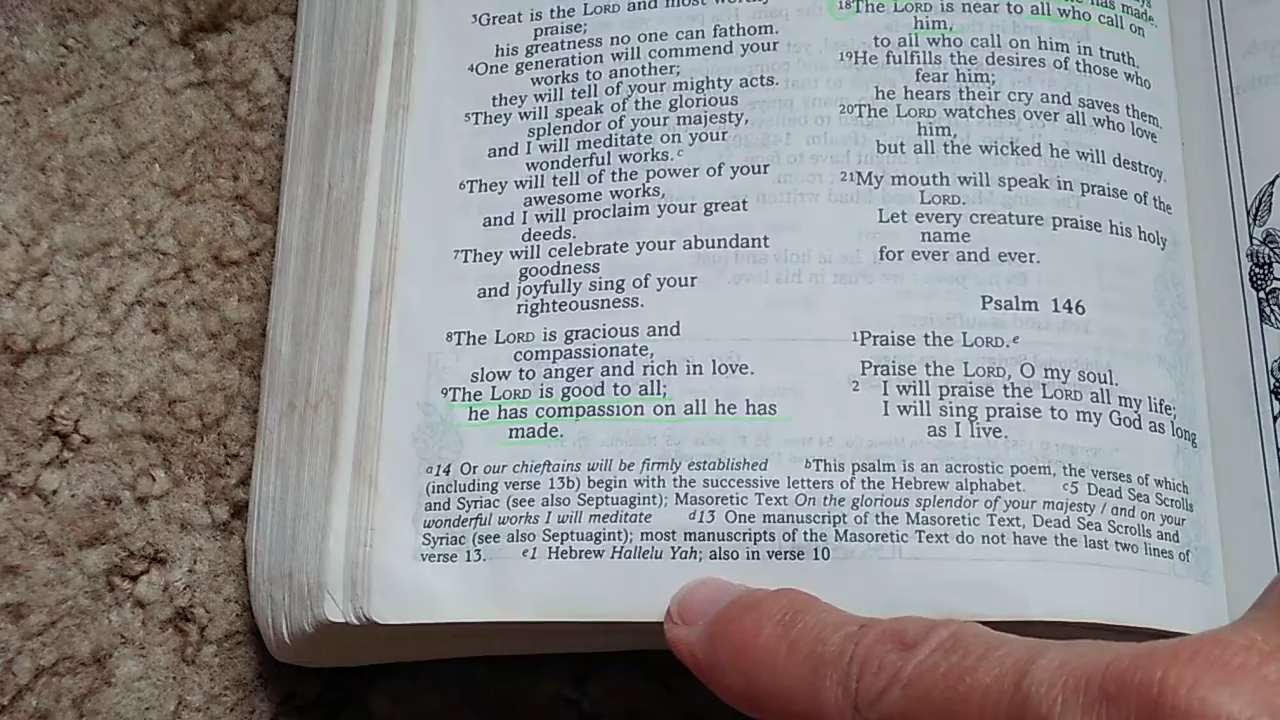 ³Great is the LORD and most worthy
praise;
his greatness no one can fathom.
⁴One generation will commend your
works to another;
they will tell of your mighty acts.
⁵They will speak of the glorious
splendor of your majesty,
and I will meditate on your
wonderful works.ᶜ
⁶They will tell of the power of your
awesome works,
and I will proclaim your great
deeds.
⁷They will celebrate your abundant
goodness
and joyfully sing of your
righteousness.
⁸The LORD is gracious and
compassionate,
slow to anger and rich in love.
⁹The LORD is good to all;
he has compassion on all he has
made.
has made.
¹⁸The LORD is near to all who call on
him,
to all who call on him in truth.
¹⁹He fulfills the desires of those who
fear him;
he hears their cry and saves them.
²⁰The LORD watches over all who love
him,
but all the wicked he will destroy.
²¹My mouth will speak in praise of the
LORD.
Let every creature praise his holy
name
for ever and ever.
Psalm 146
¹Praise the LORD.ᵉ
Praise the LORD, O my soul.
² I will praise the LORD all my life;
I will sing praise to my God as long
as I live.
ᵃ14 Or our chieftains will be firmly established ᵇThis psalm is an acrostic poem, the verses of which
(including verse 13b) begin with the successive letters of the Hebrew alphabet. ᶜ5 Dead Sea Scrolls
and Syriac (see also Septuagint); Masoretic Text On the glorious splendor of your majesty / and on your
wonderful works I will meditate ᵈ13 One manuscript of the Masoretic Text, Dead Sea Scrolls and
Syriac (see also Septuagint); most manuscripts of the Masoretic Text do not have the last two lines of
verse 13. ᵉ1 Hebrew Hallelu Yah; also in verse 10